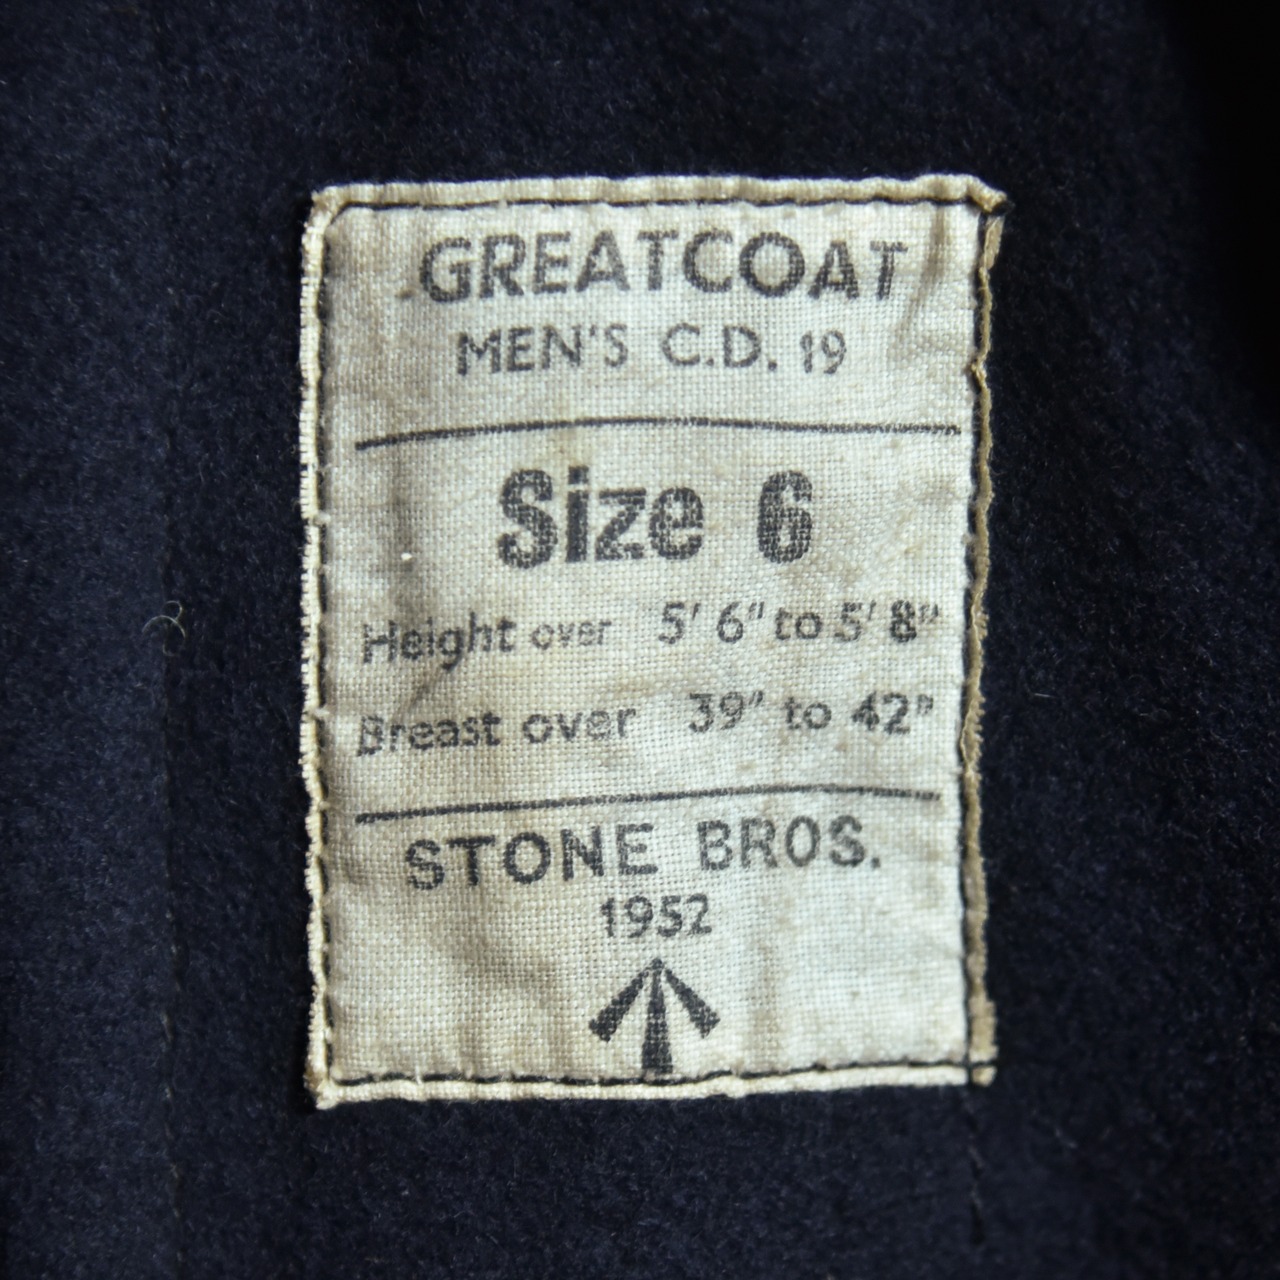 GREATCOAT
MEN'S C.D. 19
Size 6
Height over 5' 6" to 5' 8"
Breast over 39" to 42"
STONE BROS.
1952